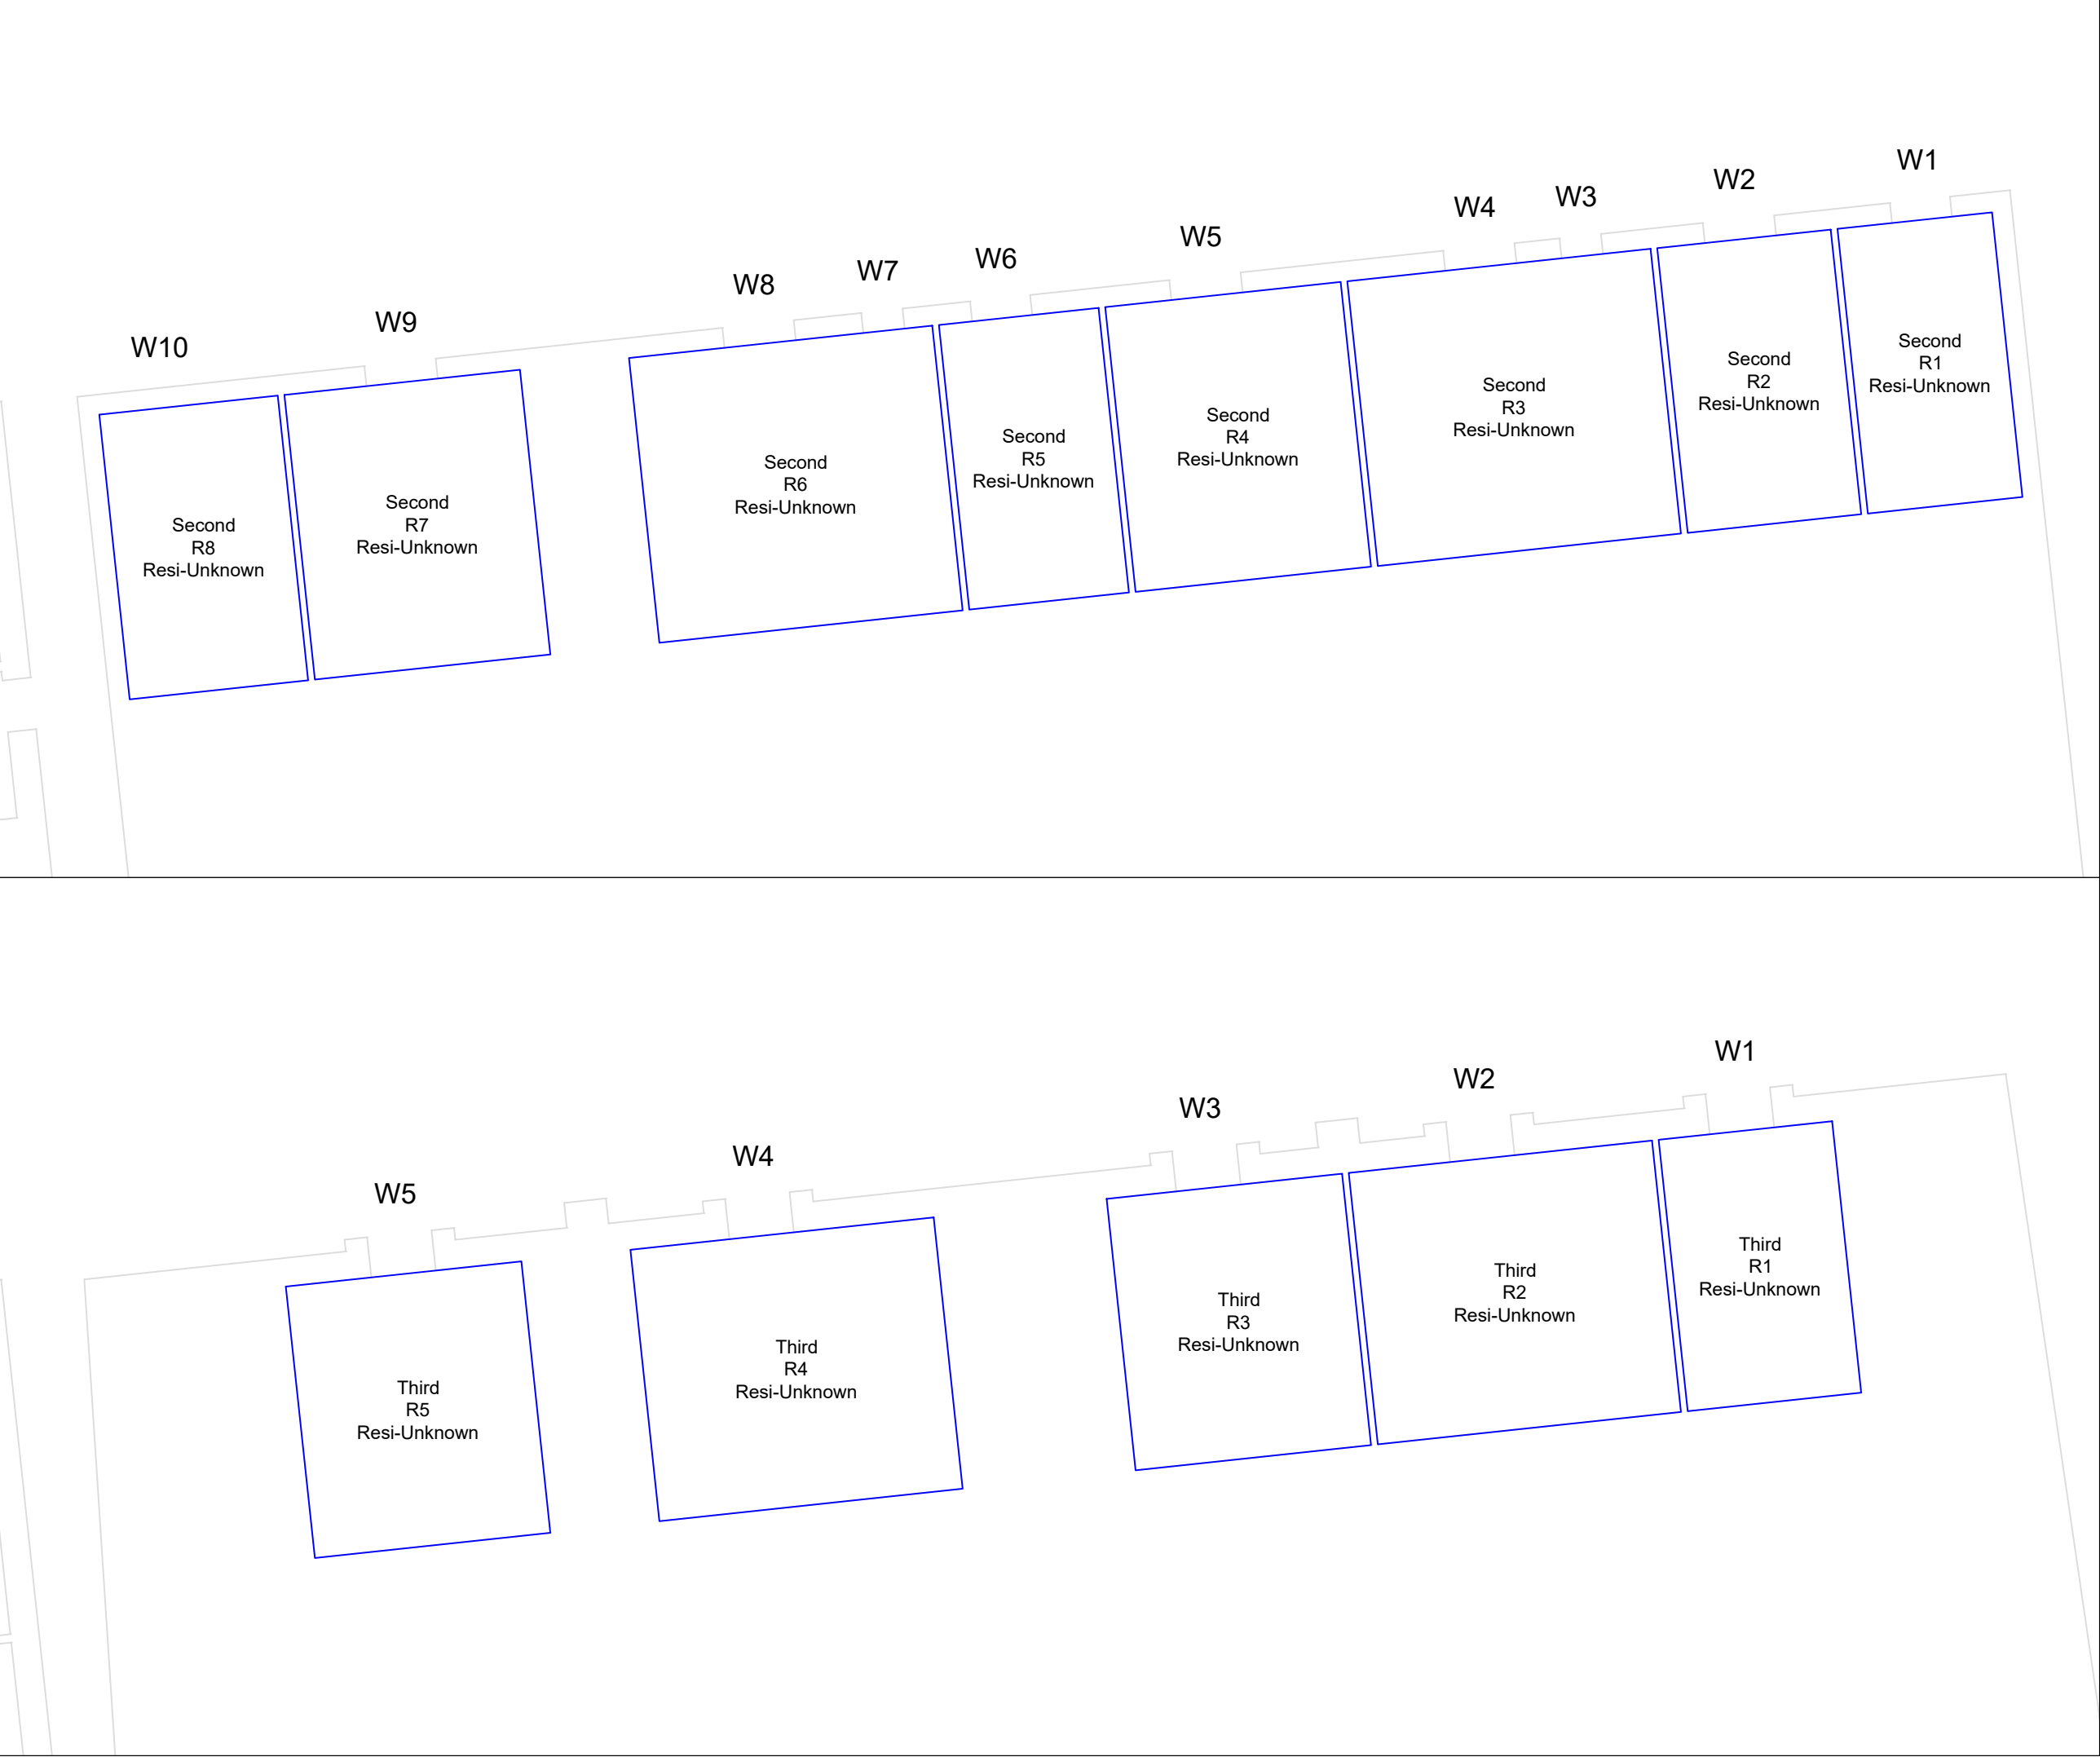 W1
W2
W3
W4
W5
W6
W7
W8
W9
W10
Second
R1
Resi-Unknown
Second
R2
Resi-Unknown
Second
R3
Resi-Unknown
Second
R4
Resi-Unknown
Second
R5
Resi-Unknown
Second
R6
Resi-Unknown
Second
R7
Resi-Unknown
Second
R8
Resi-Unknown
W1
W2
W3
W4
W5
Third
R1
Resi-Unknown
Third
R2
Resi-Unknown
Third
R3
Resi-Unknown
Third
R4
Resi-Unknown
Third
R5
Resi-Unknown